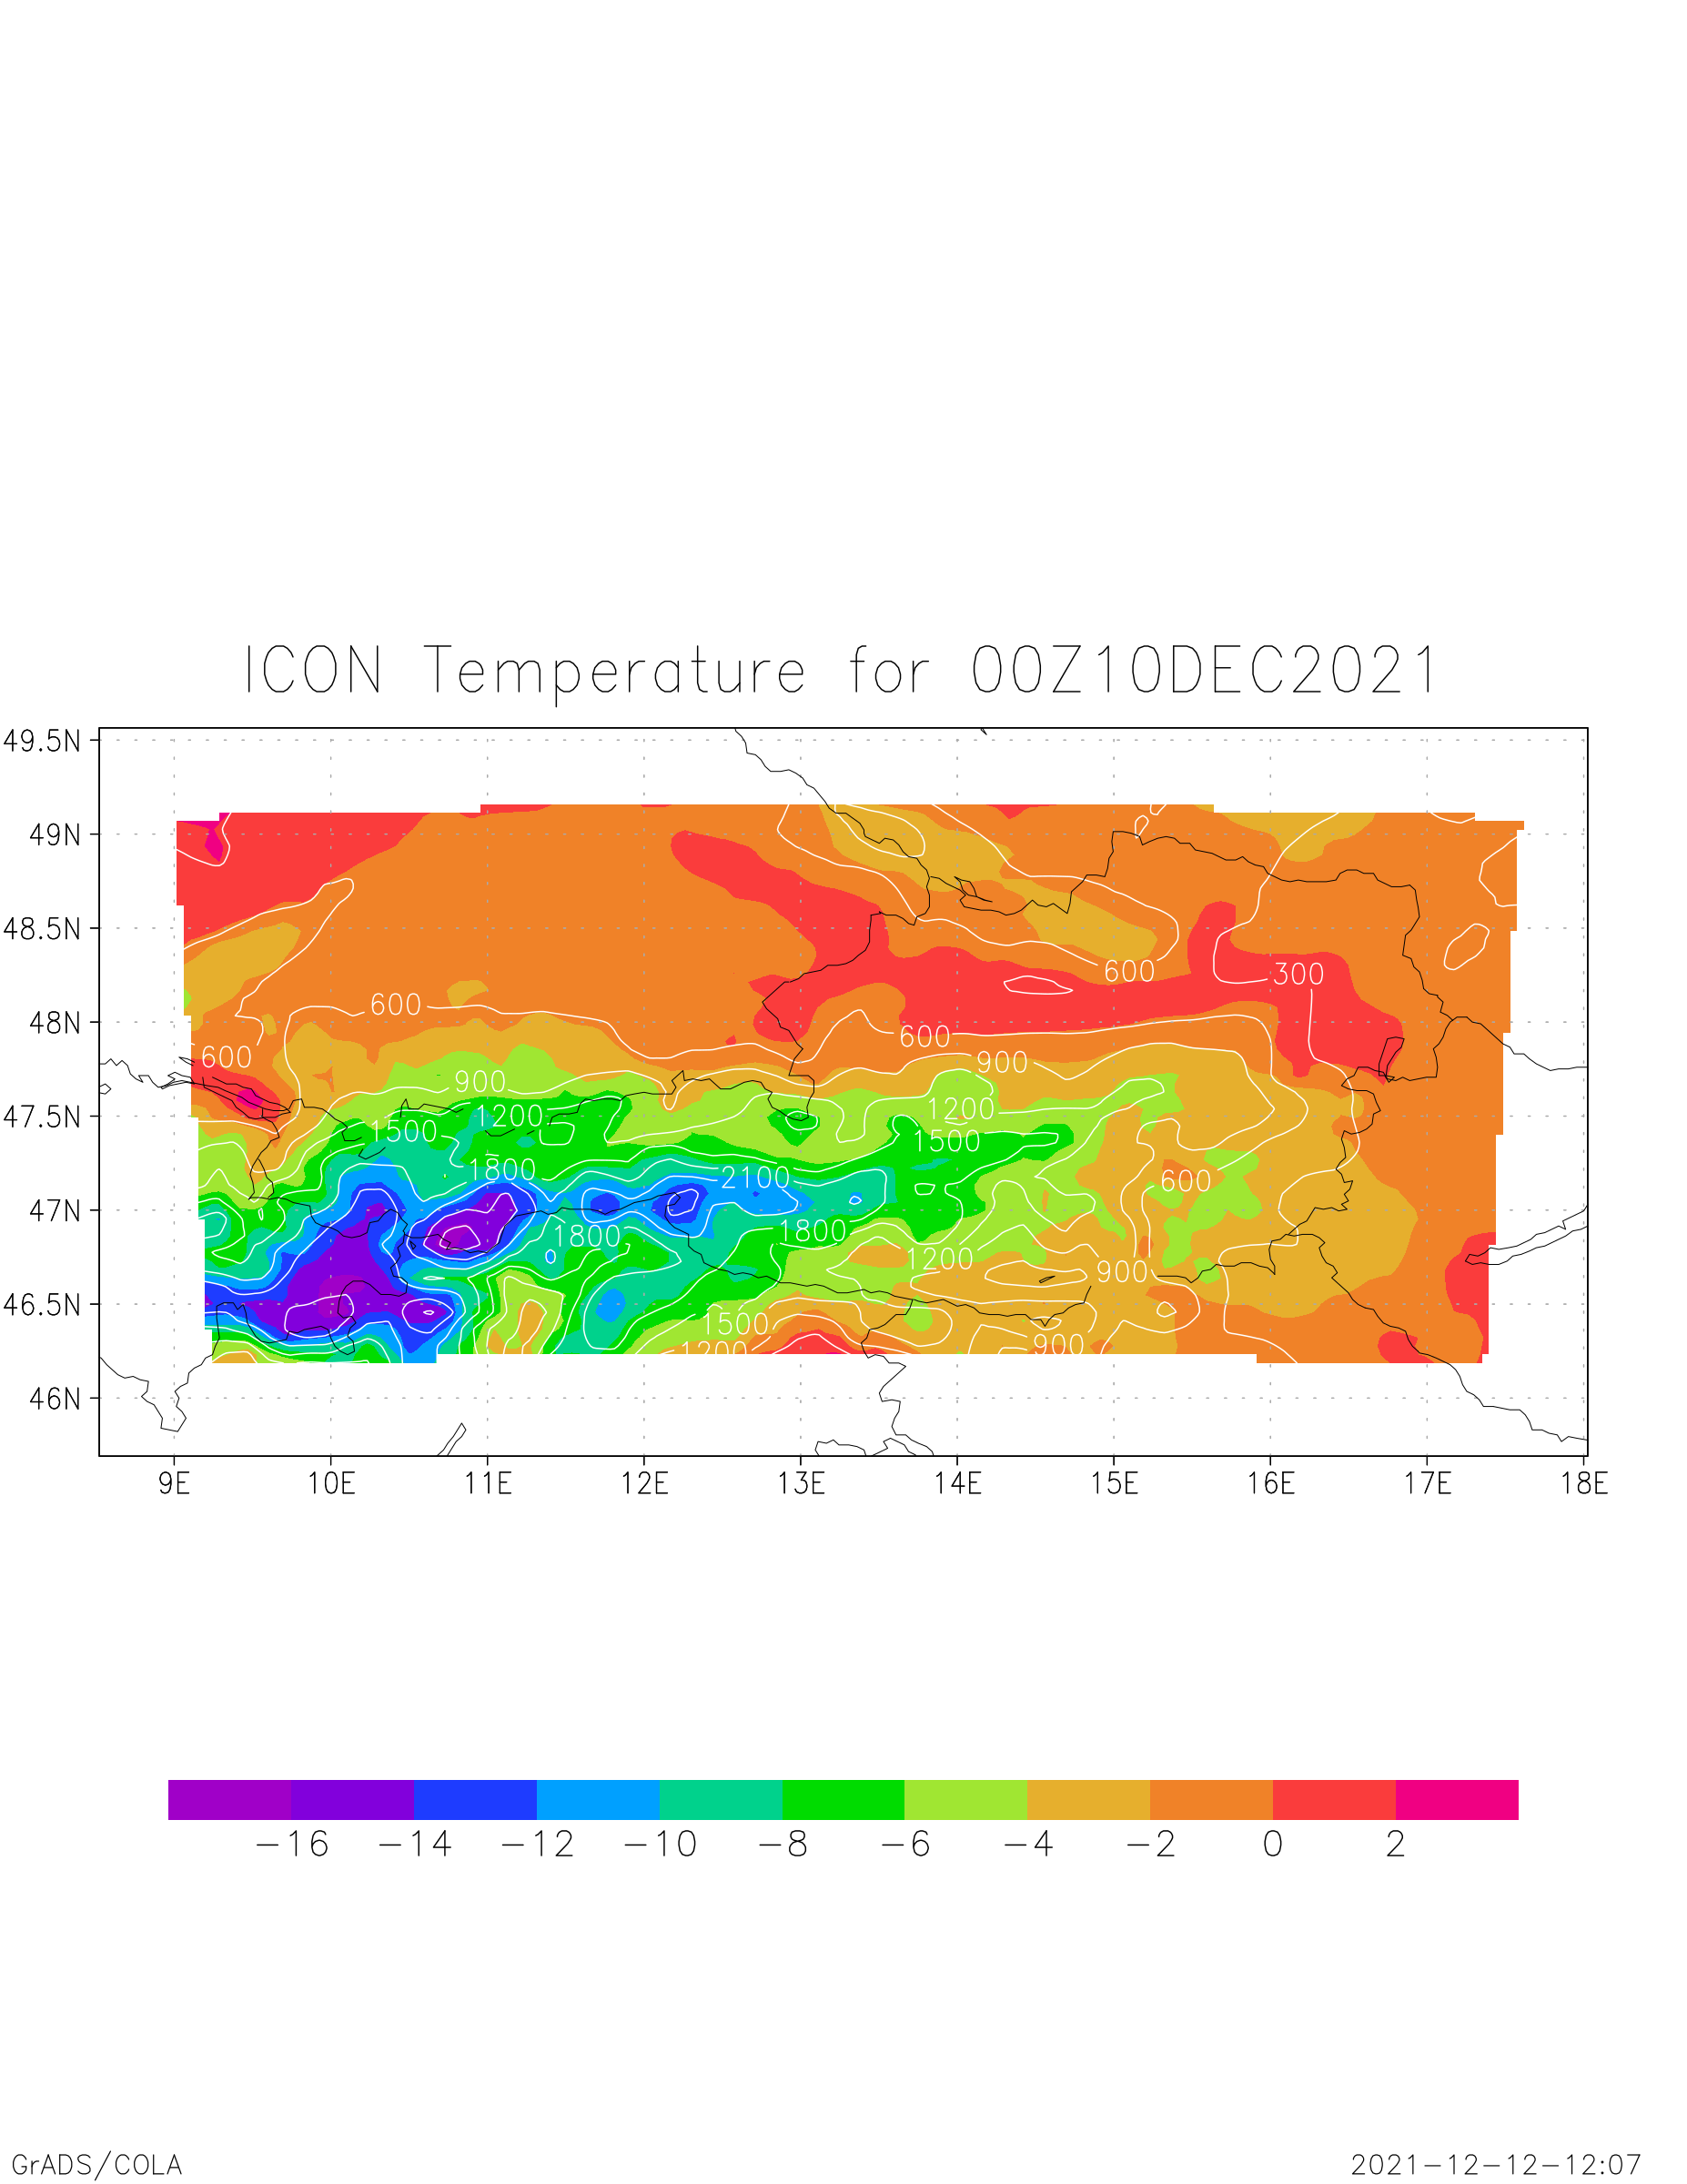 ICON Temperature for 00Z10DEC2021
49.5N
49N
48.5N
48N
47.5N
47N
46.5N
46N
600
300
600
600
600
900
900
1200
1200
1500
1500
1800
2100
600
1800
1800
1200
900
1500
900
1200
9E 10E 11E 12E 13E 14E 15E 16E 17E 18E
−16 −14 −12 −10 −8 −6 −4 −2 0 2
GrADS/COLA
2021−12−12−12:07